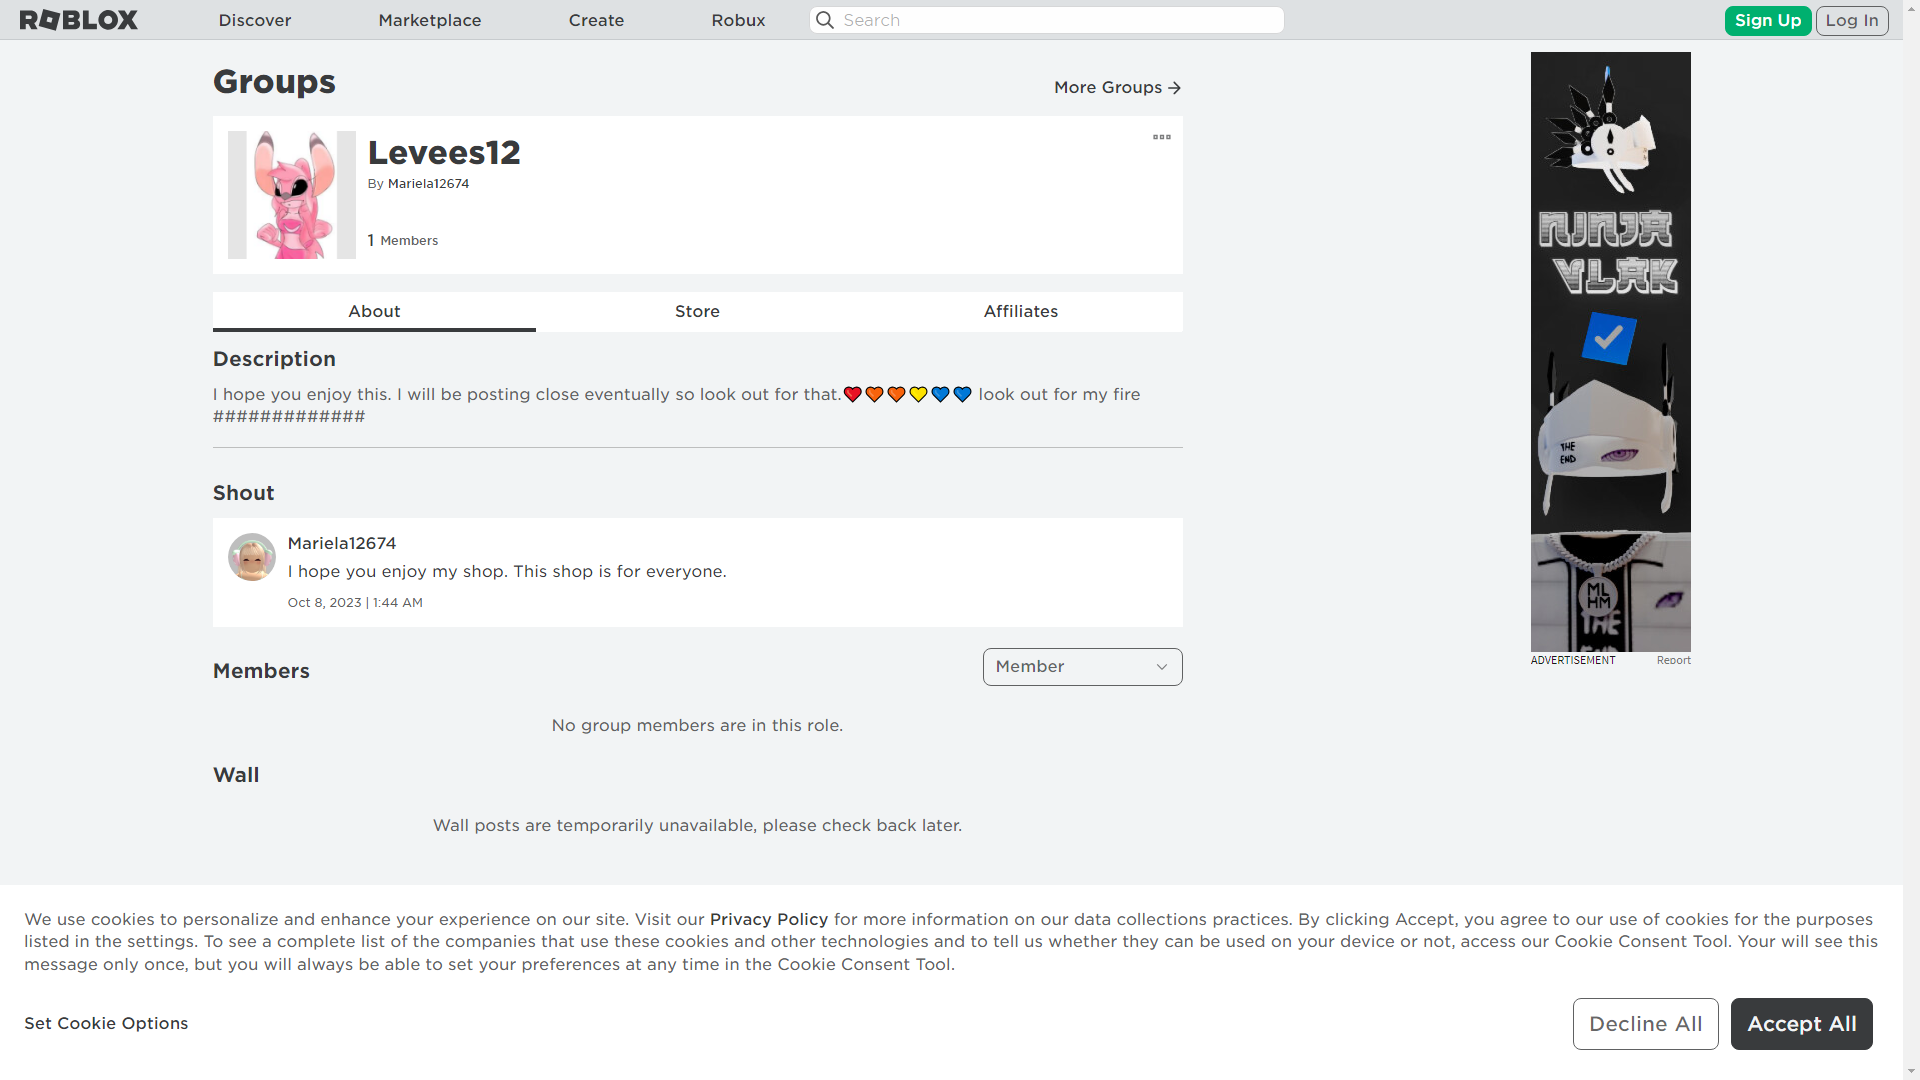 ROBLOX
Discover
Marketplace
Create
Robux
Search
Sign Up
Log In
Groups
More Groups
Levees12
By Mariela12674
1 Members
About
Store
Affiliates
Description
I hope you enjoy this. I will be posting close eventually so look out for that.❤️🧡🧡💛💙💙 look out for my fire
#############
Shout
Mariela12674
I hope you enjoy my shop. This shop is for everyone.
Oct 8, 2023 | 1:44 AM
Members
Member
No group members are in this role.
Wall
Wall posts are temporarily unavailable, please check back later.
NINJA
VLAK
THE
END
ML
HM
THE
END
ADVERTISEMENT
Report
We use cookies to personalize and enhance your experience on our site. Visit our Privacy Policy for more information on our data collections practices. By clicking Accept, you agree to our use of cookies for the purposes
listed in the settings. To see a complete list of the companies that use these cookies and other technologies and to tell us whether they can be used on your device or not, access our Cookie Consent Tool. Your will see this
message only once, but you will always be able to set your preferences at any time in the Cookie Consent Tool.
Set Cookie Options
Decline All
Accept All